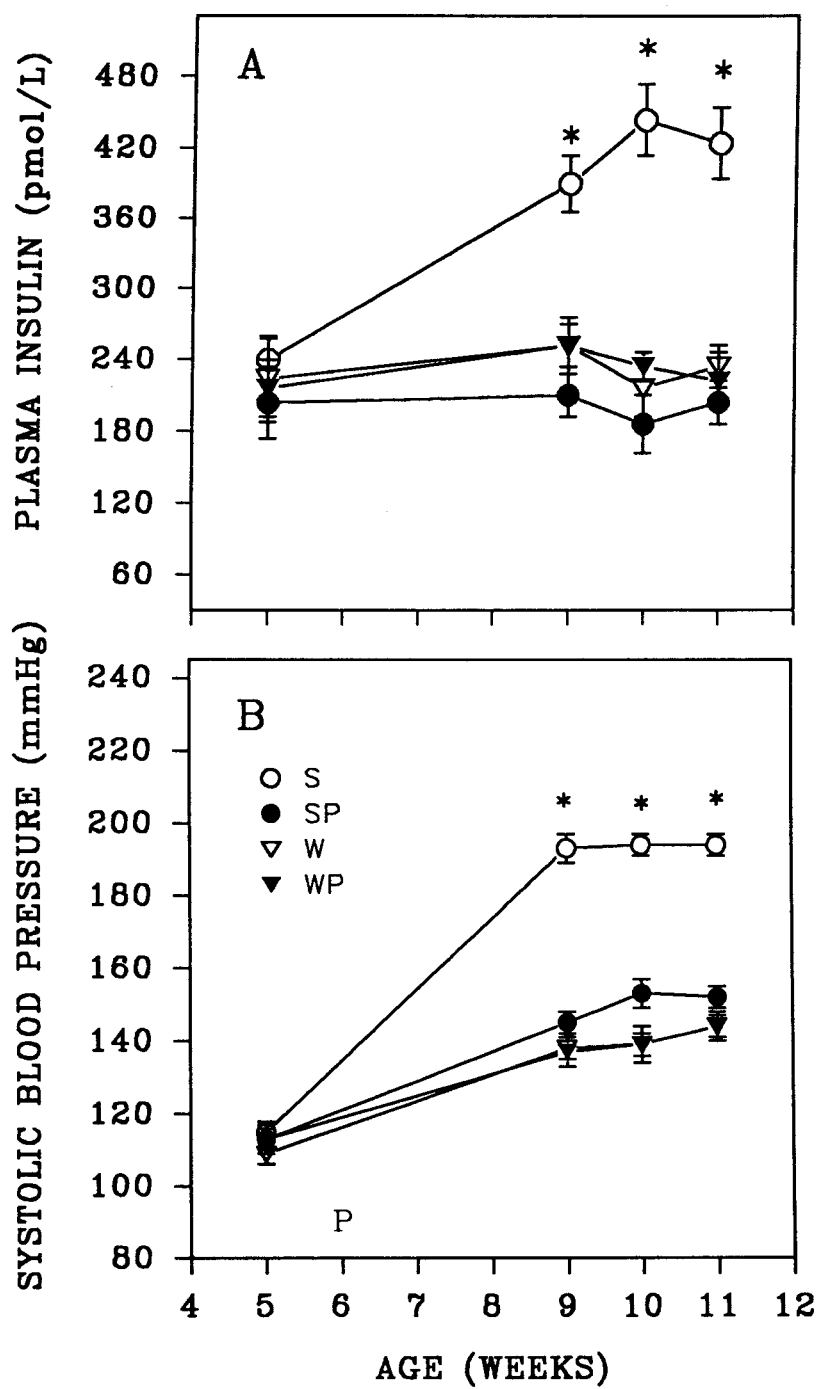 A
*
*
*
480
420
360
300
240
180
120
60
PLASMA INSULIN (pmol/L)
B
S
SP
W
WP
*
*
*
P
240
220
200
180
160
140
120
100
80
SYSTOLIC BLOOD PRESSURE (mmHg)
4 5 6 7 8 9 10 11 12
AGE (WEEKS)